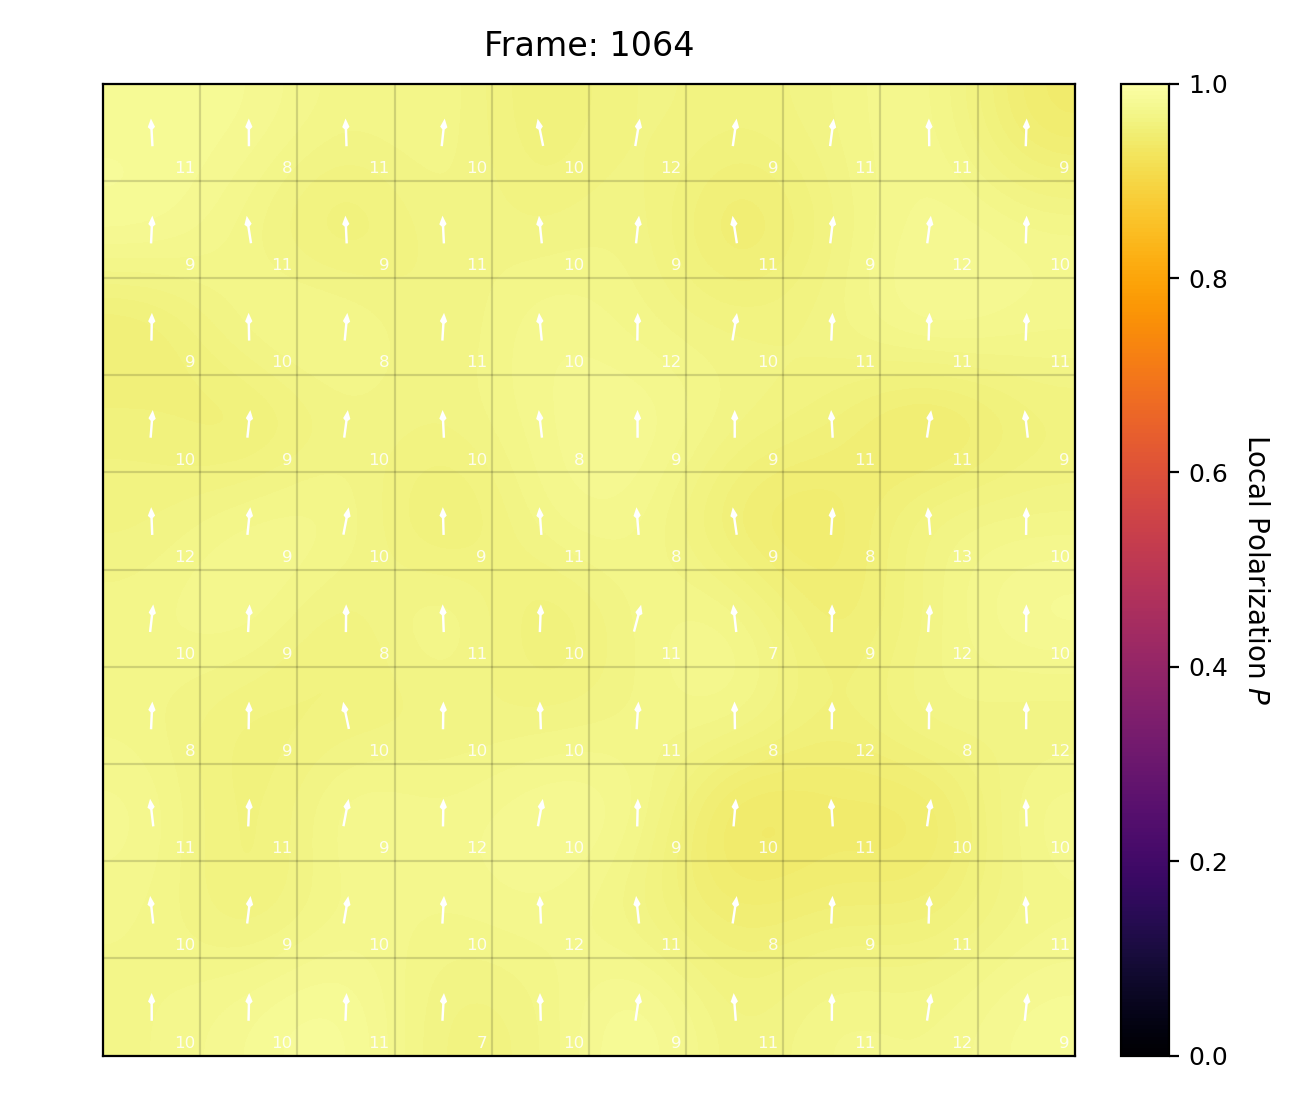 Frame: 1064
11 8 11 10 10 12 9 11 11 9
9 11 9 11 10 9 11 9 12 10
9 10 8 11 10 12 10 11 11 11
10 9 10 10 8 9 9 11 11 9
12 9 10 9 11 8 9 8 13 10
10 9 8 11 10 11 7 9 12 10
8 9 10 10 10 11 8 12 8 12
11 11 9 12 10 9 10 11 10 10
10 9 10 10 12 11 8 9 11 11
10 10 11 7 10 9 11 11 12 9
1.0
0.8
0.6
0.4
0.2
0.0
Local Polarization P